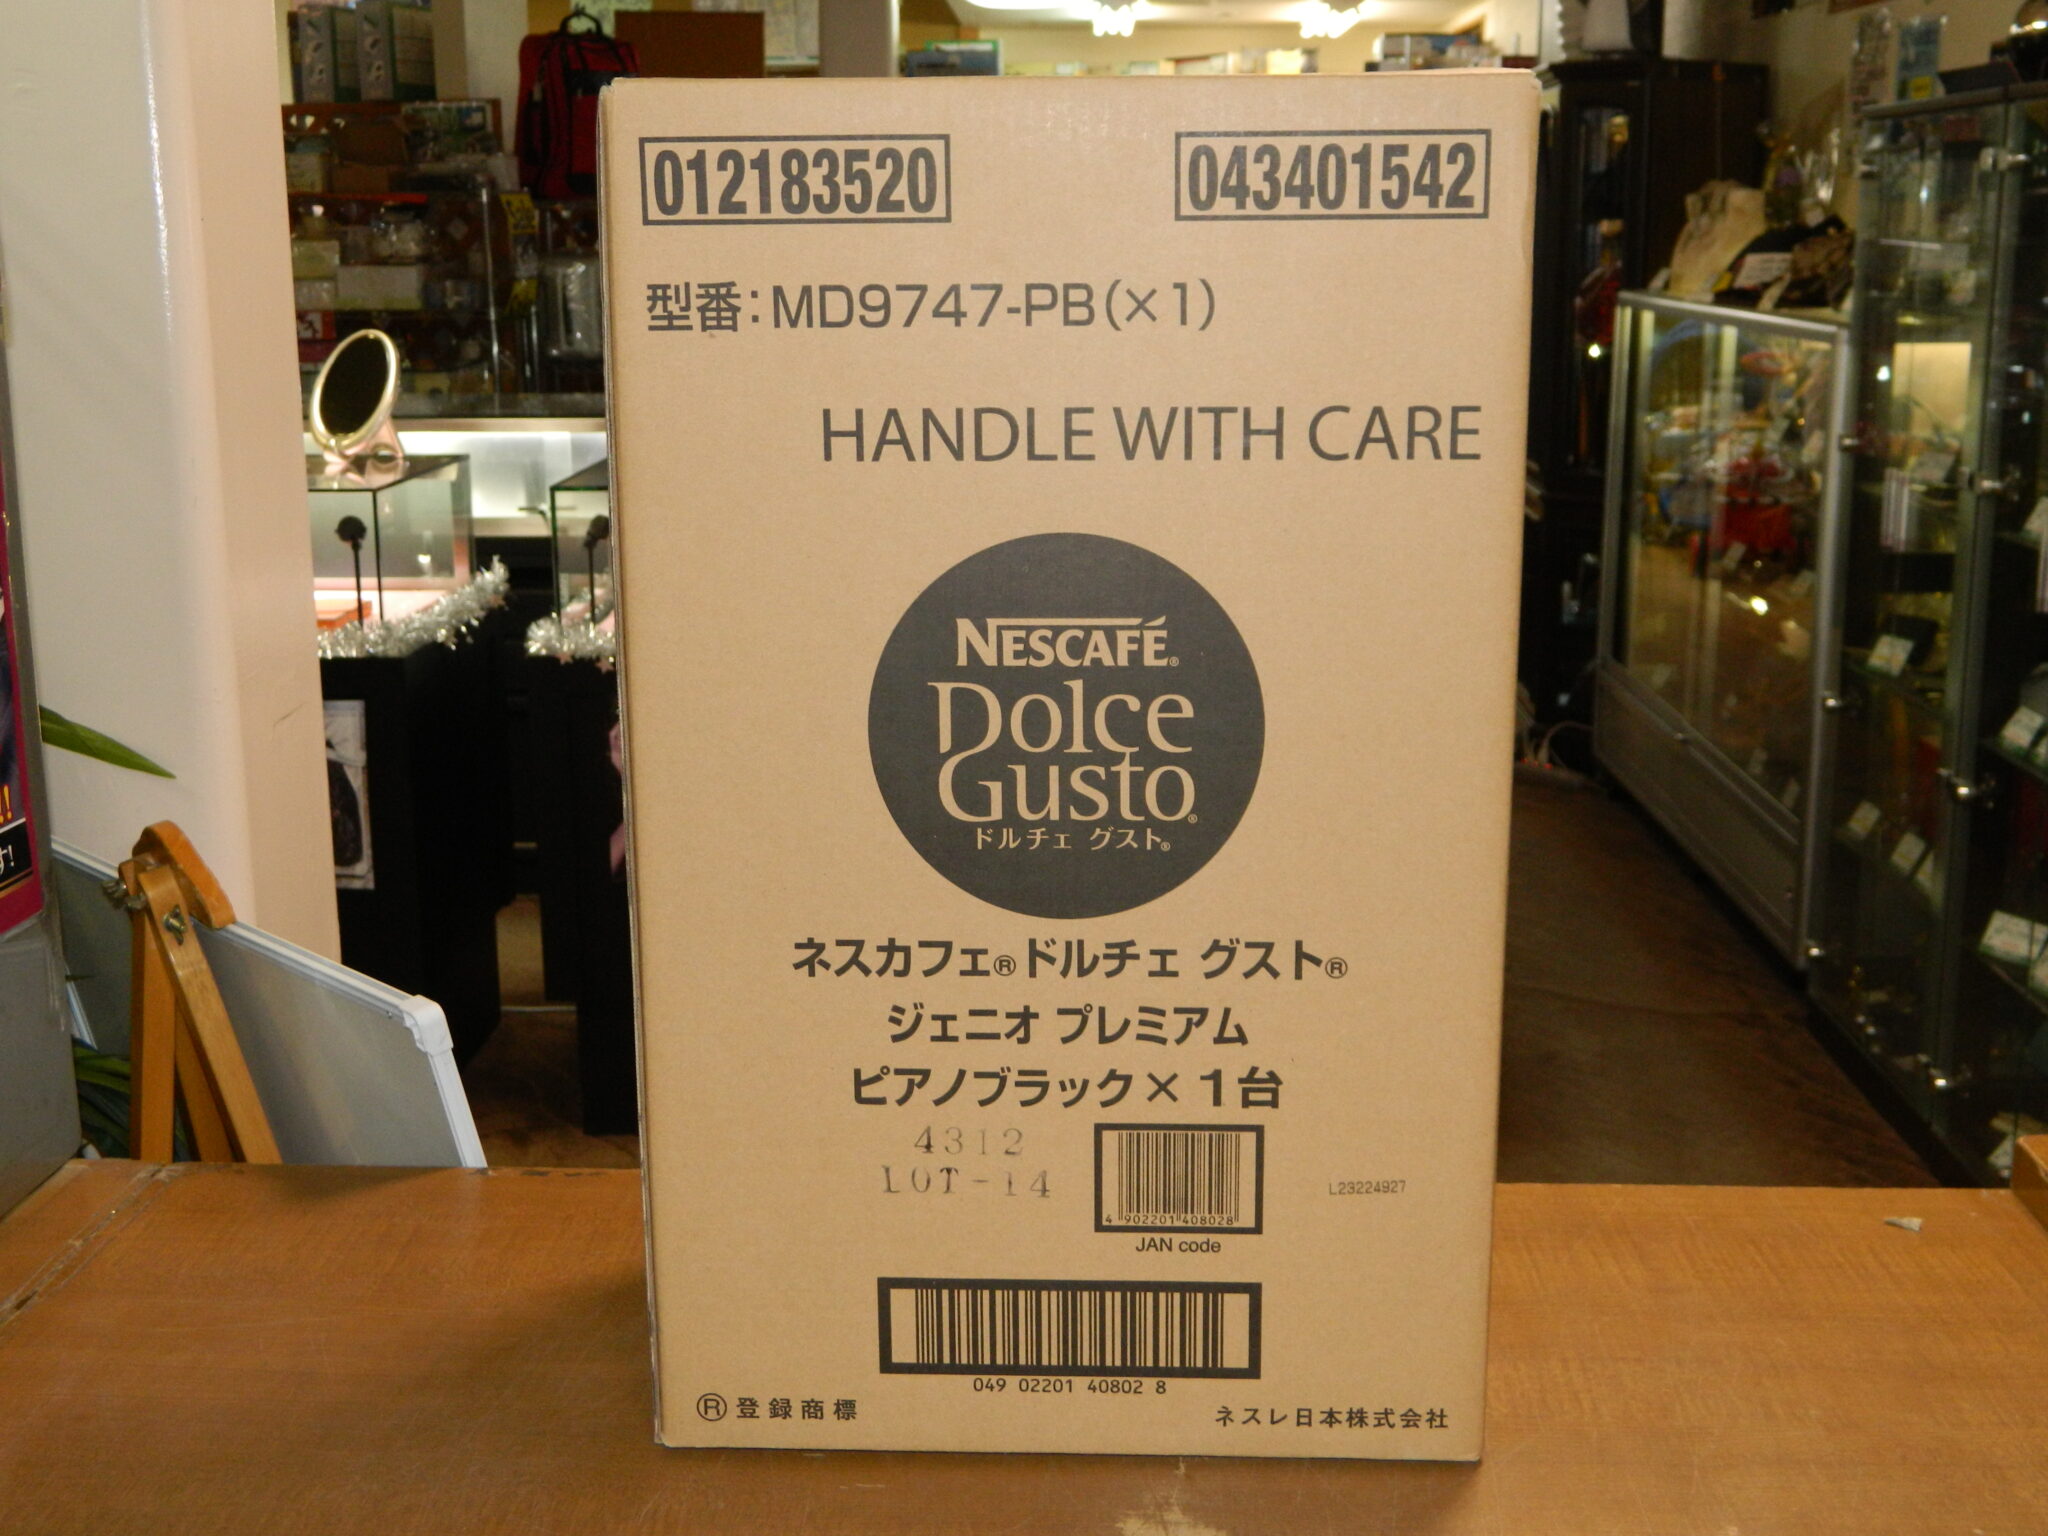 012183520
043401542
型番:MD9747-PB(×1)
HANDLE WITH CARE
NESCAFÉ®
Dolce
Gusto®
ドルチェ グスト®
ネスカフェ®ドルチェ グスト®
ジェニオ プレミアム
ピアノブラック×1台
4312
LOT-14
4 902201 408028
JAN code
L23224927
049 02201 40802 8
®登録商標
ネスレ日本株式会社